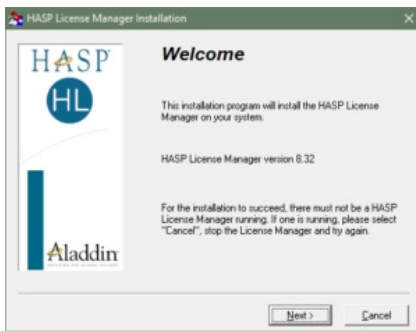 HASP License Manager Installation
HASP
HL
Aladdin
Welcome
This installation program will install the HASP License
Manager on your system.
HASP License Manager version 8.32
For the installation to succeed, there must not be a HASP
License Manager running. If one is running, please select
"Cancel", stop the License Manager and try again.
Next >
Cancel